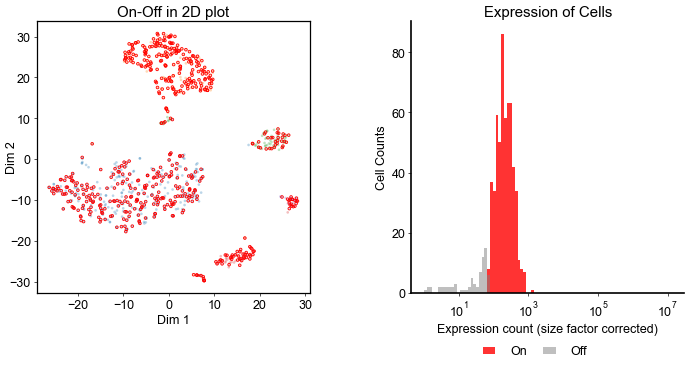 On-Off in 2D plot
30
20
10
0
−10
−20
−30
Dim 2
−20 −10 0 10 20 30
Dim 1
Expression of Cells
80
60
40
20
0
Cell Counts
10^1 10^3 10^5 10^7
Expression count (size factor corrected)
On Off